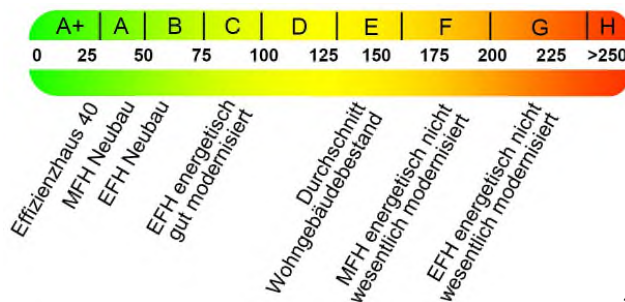 A+ A B C D E F G H
0 25 50 75 100 125 150 175 200 225 >250
Effizienzhaus 40
MFH Neubau
EFH Neubau
EFH energetisch
gut modernisiert
Durchschnitt
Wohngebäudebestand
MFH energetisch nicht
wesentlich modernisiert
EFH energetisch nicht
wesentlich modernisiert